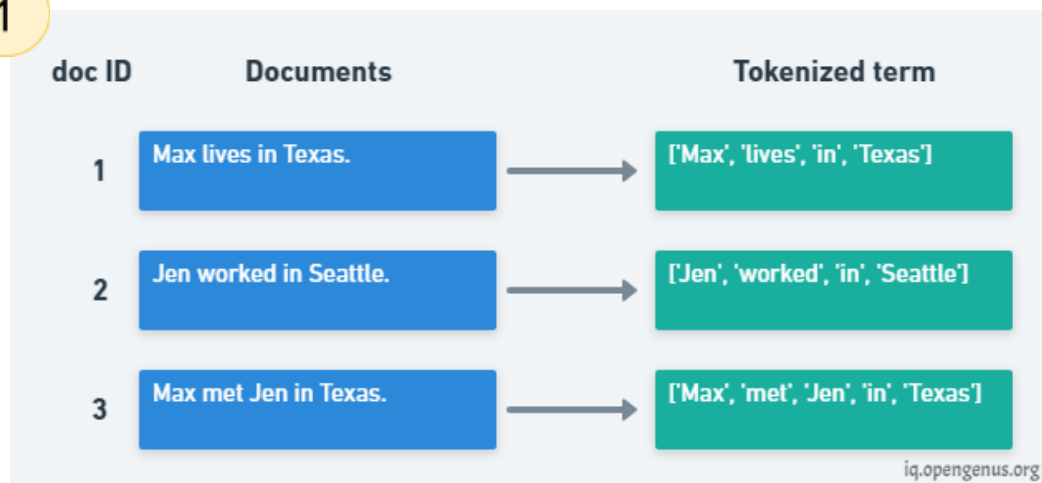 1
doc ID Documents Tokenized term
1 Max lives in Texas. ['Max', 'lives', 'in', 'Texas']
2 Jen worked in Seattle. ['Jen', 'worked', 'in', 'Seattle']
3 Max met Jen in Texas. ['Max', 'met', 'Jen', 'in', 'Texas']
iq.opengenus.org